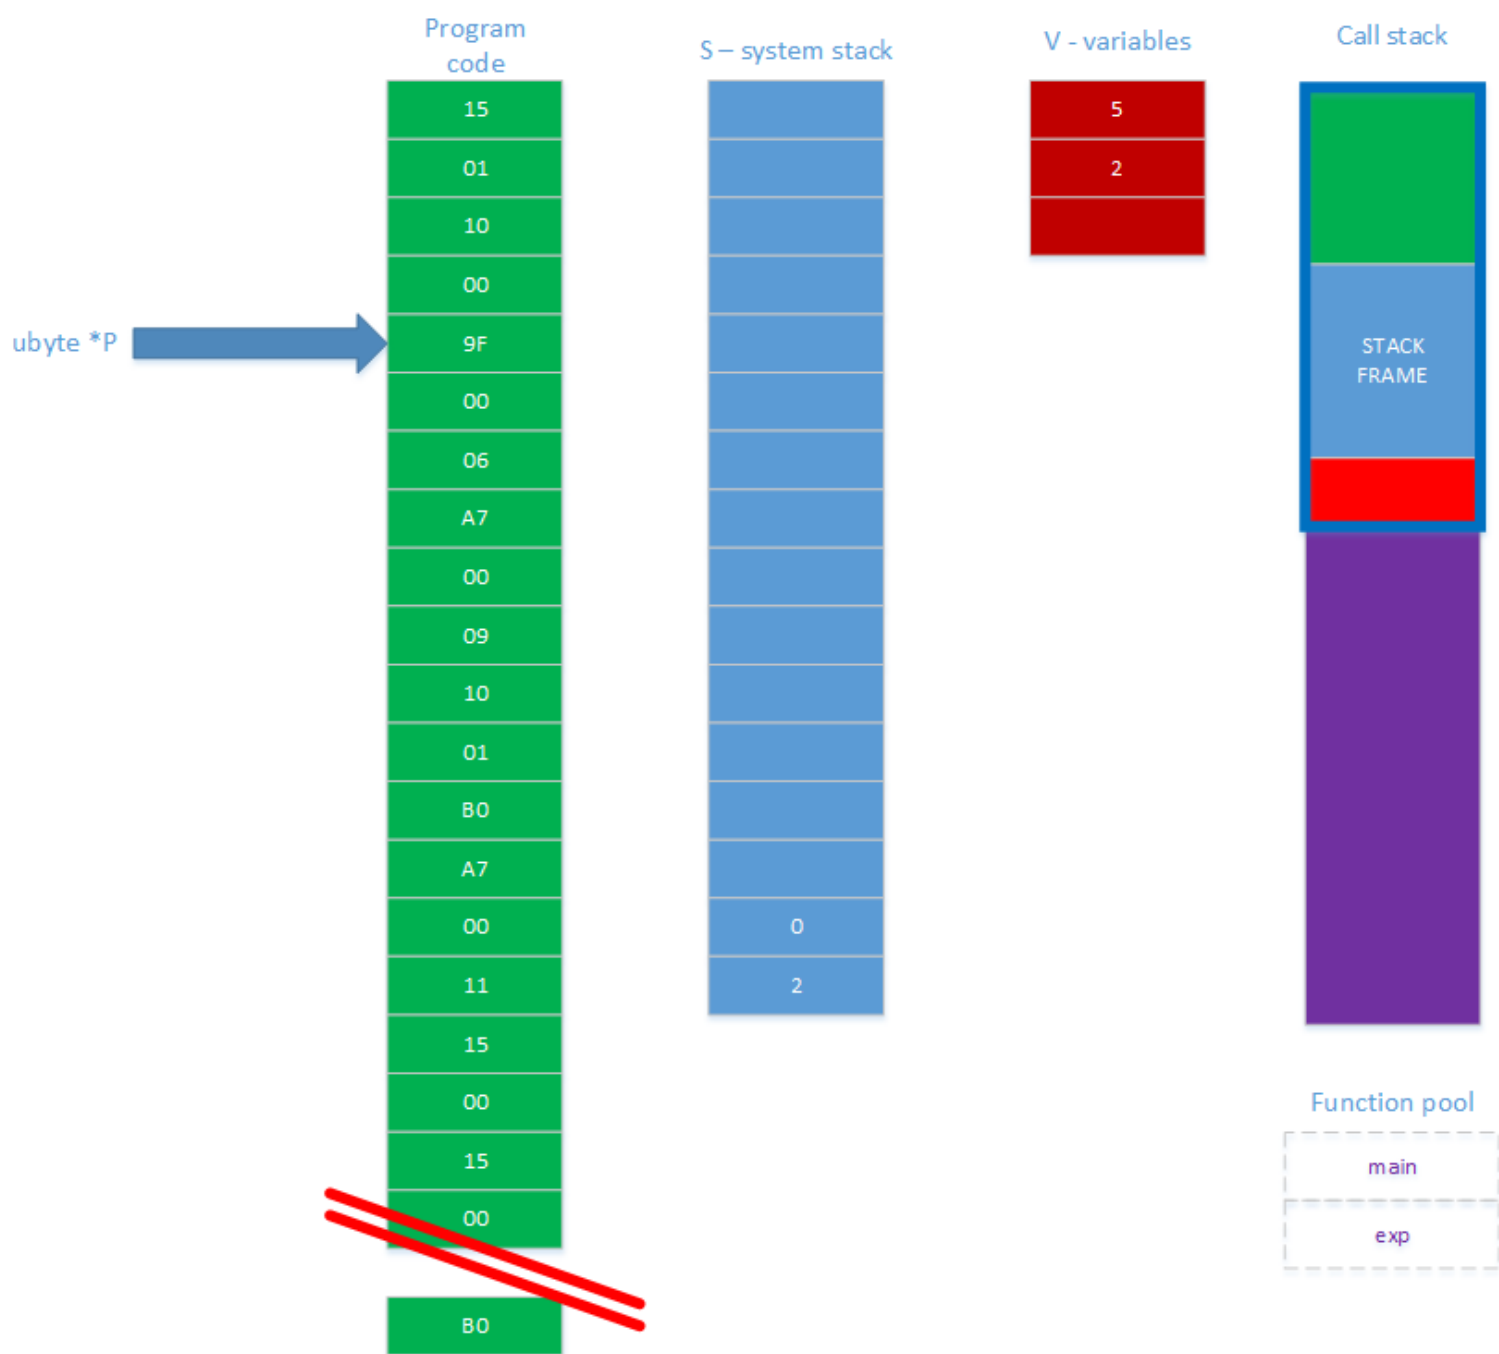 Program
code
S – system stack
V - variables
Call stack
15
01
10
00
9F
00
06
A7
00
09
10
01
B0
A7
00
11
15
00
15
00
B0
ubyte *P
0
2
5
2
STACK
FRAME
Function pool
main
exp